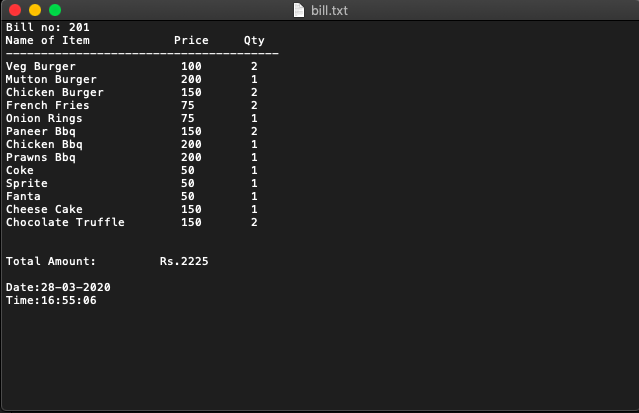 bill.txt
Bill no: 201
Name of Item Price Qty
---------------------------------------
Veg Burger 100 2
Mutton Burger 200 1
Chicken Burger 150 2
French Fries 75 2
Onion Rings 75 1
Paneer Bbq 150 2
Chicken Bbq 200 1
Prawns Bbq 200 1
Coke 50 1
Sprite 50 1
Fanta 50 1
Cheese Cake 150 1
Chocolate Truffle 150 2
Total Amount: Rs.2225
Date:28-03-2020
Time:16:55:06